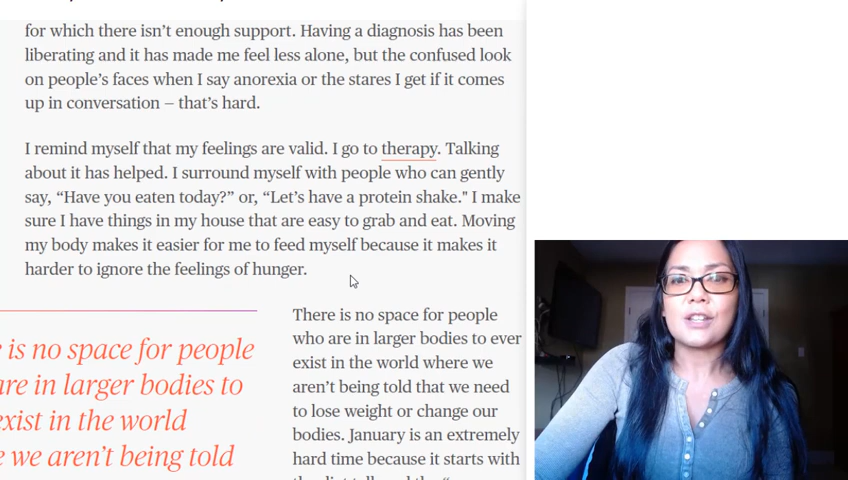 for which there isn’t enough support. Having a diagnosis has been
liberating and it has made me feel less alone, but the confused look
on people’s faces when I say anorexia or the stares I get if it comes
up in conversation – that’s hard.
I remind myself that my feelings are valid. I go to therapy. Talking
about it has helped. I surround myself with people who can gently
say, “Have you eaten today?” or, “Let’s have a protein shake." I make
sure I have things in my house that are easy to grab and eat. Moving
my body makes it easier for me to feed myself because it makes it
harder to ignore the feelings of hunger.
is no space for people
are in larger bodies to
exist in the world
we aren’t being told
There is no space for people
who are in larger bodies to ever
exist in the world where we
aren’t being told that we need
to lose weight or change our
bodies. January is an extremely
hard time because it starts with